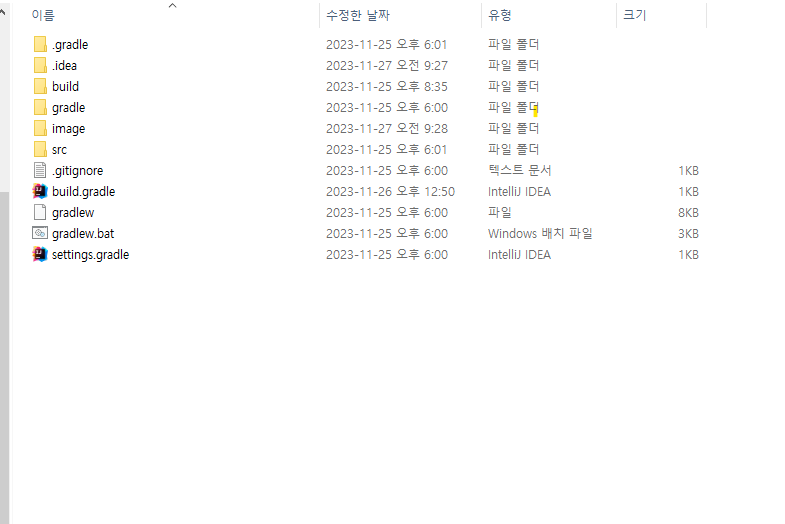 이름 수정한 날짜 유형 크기
.gradle 2023-11-25 오후 6:01 파일 폴더
.idea 2023-11-27 오전 9:27 파일 폴더
build 2023-11-25 오후 8:35 파일 폴더
gradle 2023-11-25 오후 6:00 파일 폴더
image 2023-11-27 오전 9:28 파일 폴더
src 2023-11-25 오후 6:01 파일 폴더
.gitignore 2023-11-25 오후 6:00 텍스트 문서 1KB
build.gradle 2023-11-26 오후 12:50 IntelliJ IDEA 1KB
gradlew 2023-11-25 오후 6:00 파일 8KB
gradlew.bat 2023-11-25 오후 6:00 Windows 배치 파일 3KB
settings.gradle 2023-11-25 오후 6:00 IntelliJ IDEA 1KB